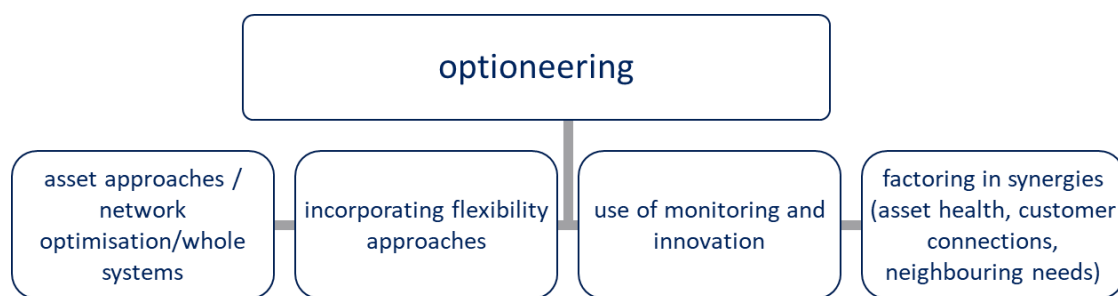 optioneering
asset approaches /
network
optimisation/whole
systems
incorporating flexibility
approaches
use of monitoring and
innovation
factoring in synergies
(asset health, customer
connections,
neighbouring needs)